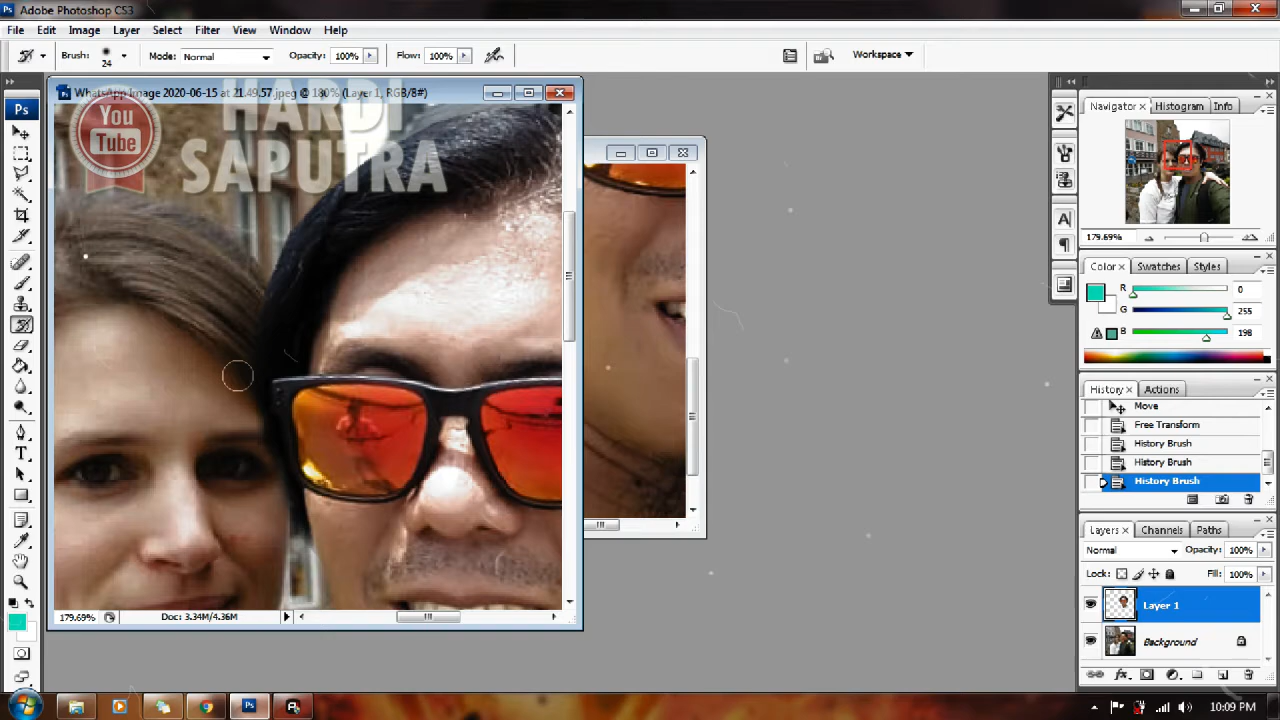 Adobe Photoshop CS3
File Edit Image Layer Select Filter View Window Help
Brush: 24 Mode: Normal Opacity: 100% Flow: 100% Workspace
WhatsApp Image 2020-06-15 at 21.49.57.jpeg @ 180% (Layer 1, RGB/8#)
You
Tube
HARDI
SAPUTRA
Ps
T
A
Navigator Histogram Info
179.69%
Color Swatches Styles
R 0
G 255
B 198
History Actions
Move
Free Transform
History Brush
History Brush
History Brush
Layers Channels Paths
Normal Opacity: 100%
Lock: Fill: 100%
Layer 1
Background
179.69% Doc: 3.34M/4.36M
Ps
10:09 PM